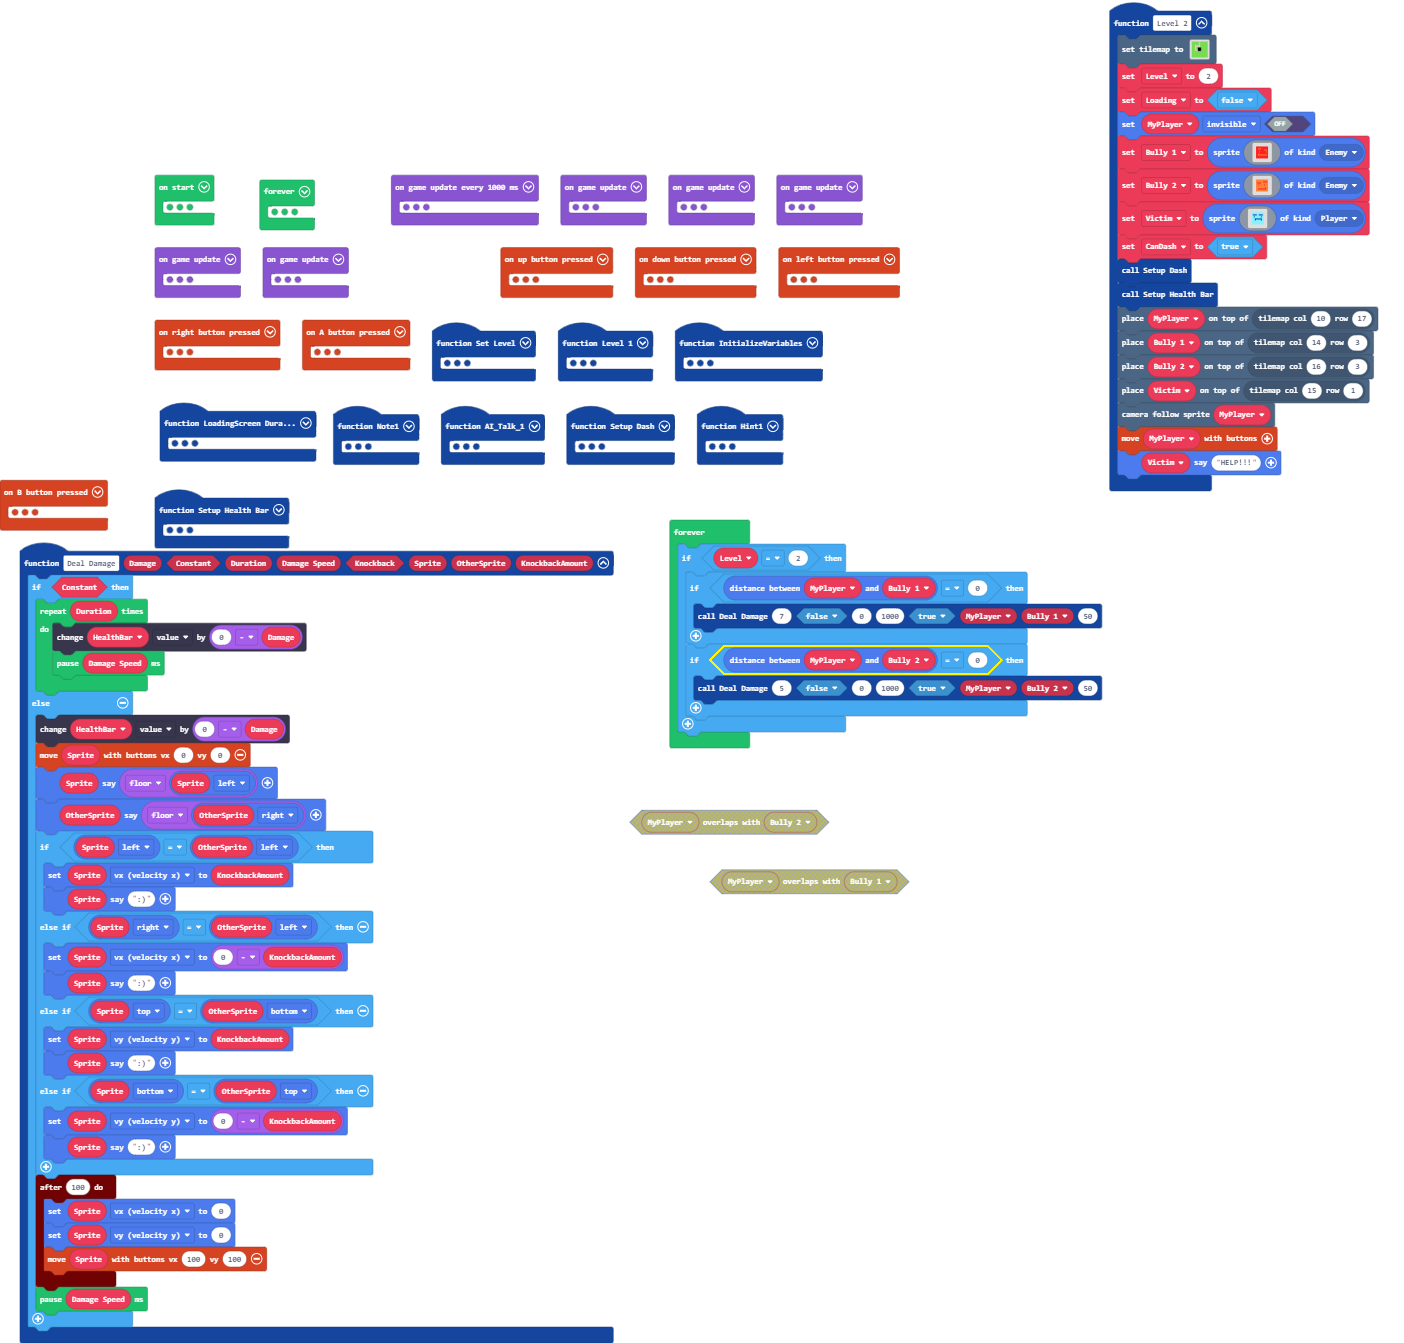 function Level 2
set tilemap to
set Level to 2
set Loading to false
set MyPlayer invisible OFF
set Bully 1 to sprite of kind Enemy
set Bully 2 to sprite of kind Enemy
set Victim to sprite of kind Player
set CanDash to true
call Setup Dash
call Setup Health Bar
place MyPlayer on top of tilemap col 10 row 17
place Bully 1 on top of tilemap col 14 row 3
place Bully 2 on top of tilemap col 16 row 3
place Victim on top of tilemap col 15 row 1
camera follow sprite MyPlayer
move MyPlayer with buttons
Victim say "HELP!!!"
on start
forever
on game update every 1000 ms
on game update
on game update
on game update
on game update
on game update
on up button pressed
on down button pressed
on left button pressed
on right button pressed
on A button pressed
function Set Level
function Level 1
function InitializeVariables
function LoadingScreen Dura...
function Note1
function AI_Talk_1
function Setup Dash
function Hint1
on B button pressed
function Setup Health Bar
function Deal Damage Damage Constant Duration Damage Speed Knockback Sprite OtherSprite KnockbackAmount
if Constant then
repeat Duration times
do
change HealthBar value by 0 - Damage
pause Damage Speed ms
else
change HealthBar value by 0 - Damage
move Sprite with buttons vx 0 vy 0
Sprite say floor Sprite left
OtherSprite say floor OtherSprite right
if Sprite left = OtherSprite left then
set Sprite vx (velocity x) to KnockbackAmount
Sprite say ":)"
else if Sprite right = OtherSprite left then
set Sprite vx (velocity x) to 0 - KnockbackAmount
Sprite say ":)"
else if Sprite top = OtherSprite bottom then
set Sprite vy (velocity y) to KnockbackAmount
Sprite say ":)"
else if Sprite bottom = OtherSprite top then
set Sprite vy (velocity y) to 0 - KnockbackAmount
Sprite say ":)"
after 100 do
set Sprite vx (velocity x) to 0
set Sprite vy (velocity y) to 0
move Sprite with buttons vx 100 vy 100
pause Damage Speed ms
forever
if Level = 2 then
if distance between MyPlayer and Bully 1 = 0 then
call Deal Damage 7 false 0 1000 true MyPlayer Bully 1 50
if distance between MyPlayer and Bully 2 = 0 then
call Deal Damage 5 false 0 1000 true MyPlayer Bully 2 50
MyPlayer overlaps with Bully 2
MyPlayer overlaps with Bully 1